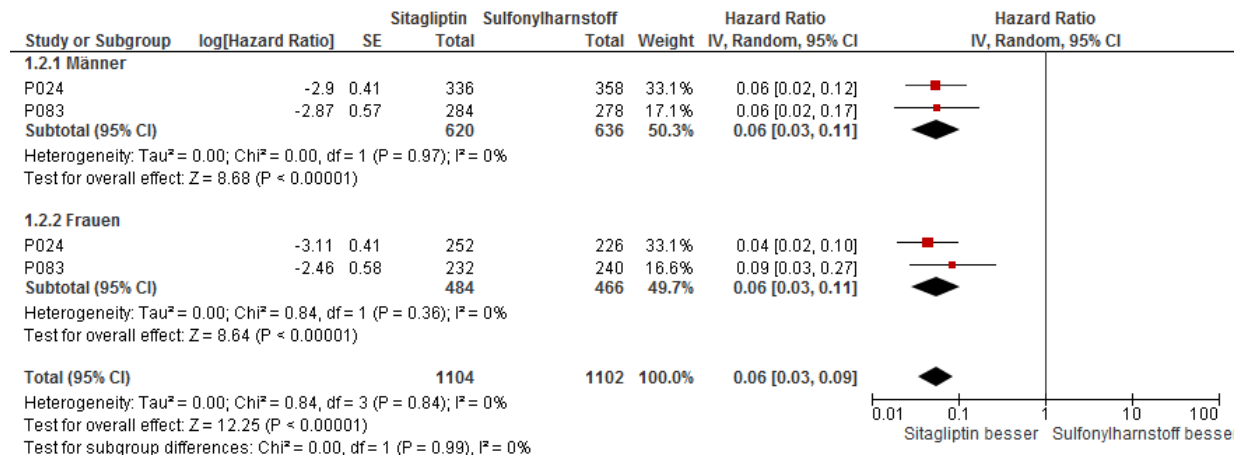 Sitagliptin Sulfonylharnstoff Hazard Ratio Hazard Ratio
Study or Subgroup log[Hazard Ratio] SE Total Total Weight IV, Random, 95% CI IV, Random, 95% CI
1.2.1 Männer
P024 -2.9 0.41 336 358 33.1% 0.06 [0.02, 0.12]
P083 -2.87 0.57 284 278 17.1% 0.06 [0.02, 0.17]
Subtotal (95% CI) 620 636 50.3% 0.06 [0.03, 0.11]
Heterogeneity: Tau² = 0.00; Chi² = 0.00, df = 1 (P = 0.97); I² = 0%
Test for overall effect: Z = 8.68 (P < 0.00001)
1.2.2 Frauen
P024 -3.11 0.41 252 226 33.1% 0.04 [0.02, 0.10]
P083 -2.46 0.58 232 240 16.6% 0.09 [0.03, 0.27]
Subtotal (95% CI) 484 466 49.7% 0.06 [0.03, 0.11]
Heterogeneity: Tau² = 0.00; Chi² = 0.84, df = 1 (P = 0.36); I² = 0%
Test for overall effect: Z = 8.64 (P < 0.00001)
Total (95% CI) 1104 1102 100.0% 0.06 [0.03, 0.09]
Heterogeneity: Tau² = 0.00; Chi² = 0.84, df = 3 (P = 0.84); I² = 0%
Test for overall effect: Z = 12.25 (P < 0.00001)
Test for subgroup differences: Chi² = 0.00, df = 1 (P = 0.99), I² = 0%
0.01 0.1 1 10 100
Sitagliptin besser Sulfonylharnstoff besser